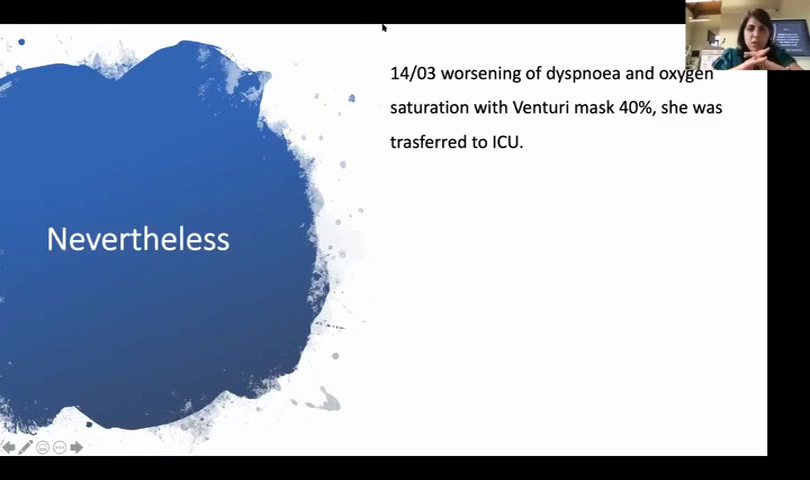 Nevertheless
14/03 worsening of dyspnoea and oxygen
saturation with Venturi mask 40%, she was
trasferred to ICU.